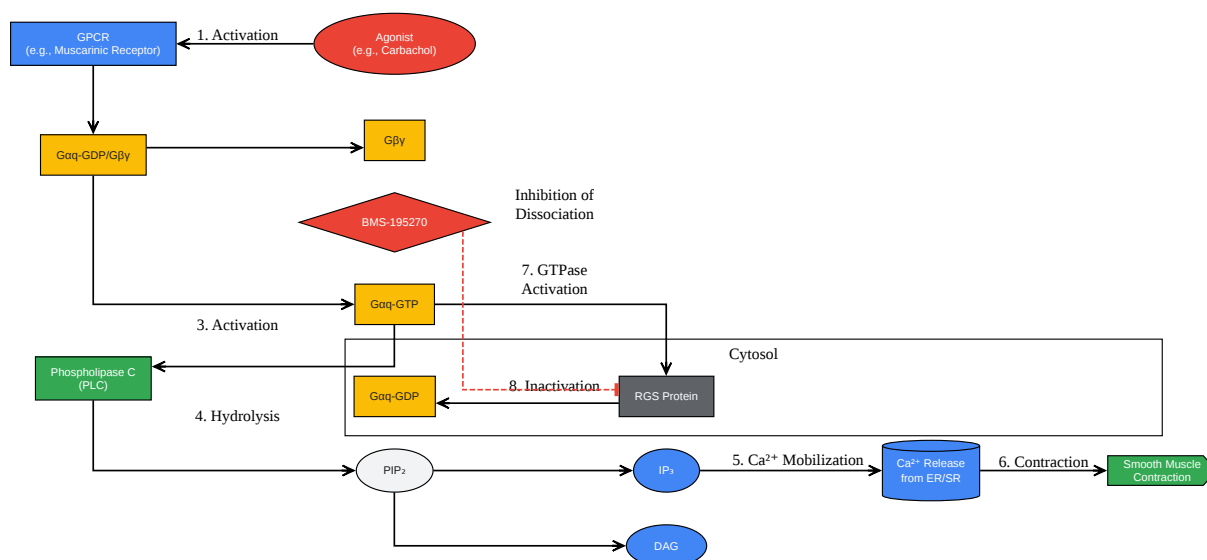 GPCR
(e.g., Muscarinic Receptor)
1. Activation
Agonist
(e.g., Carbachol)
Gαq-GDP/Gβγ
Gβγ
BMS-195270
Inhibition of
Dissociation
7. GTPase
Activation
Gαq-GTP
3. Activation
Cytosol
Phospholipase C
(PLC)
Gαq-GDP
8. Inactivation
RGS Protein
4. Hydrolysis
PIP₂
IP₃
5. Ca²⁺ Mobilization
Ca²⁺ Release
from ER/SR
6. Contraction
Smooth Muscle
Contraction
DAG